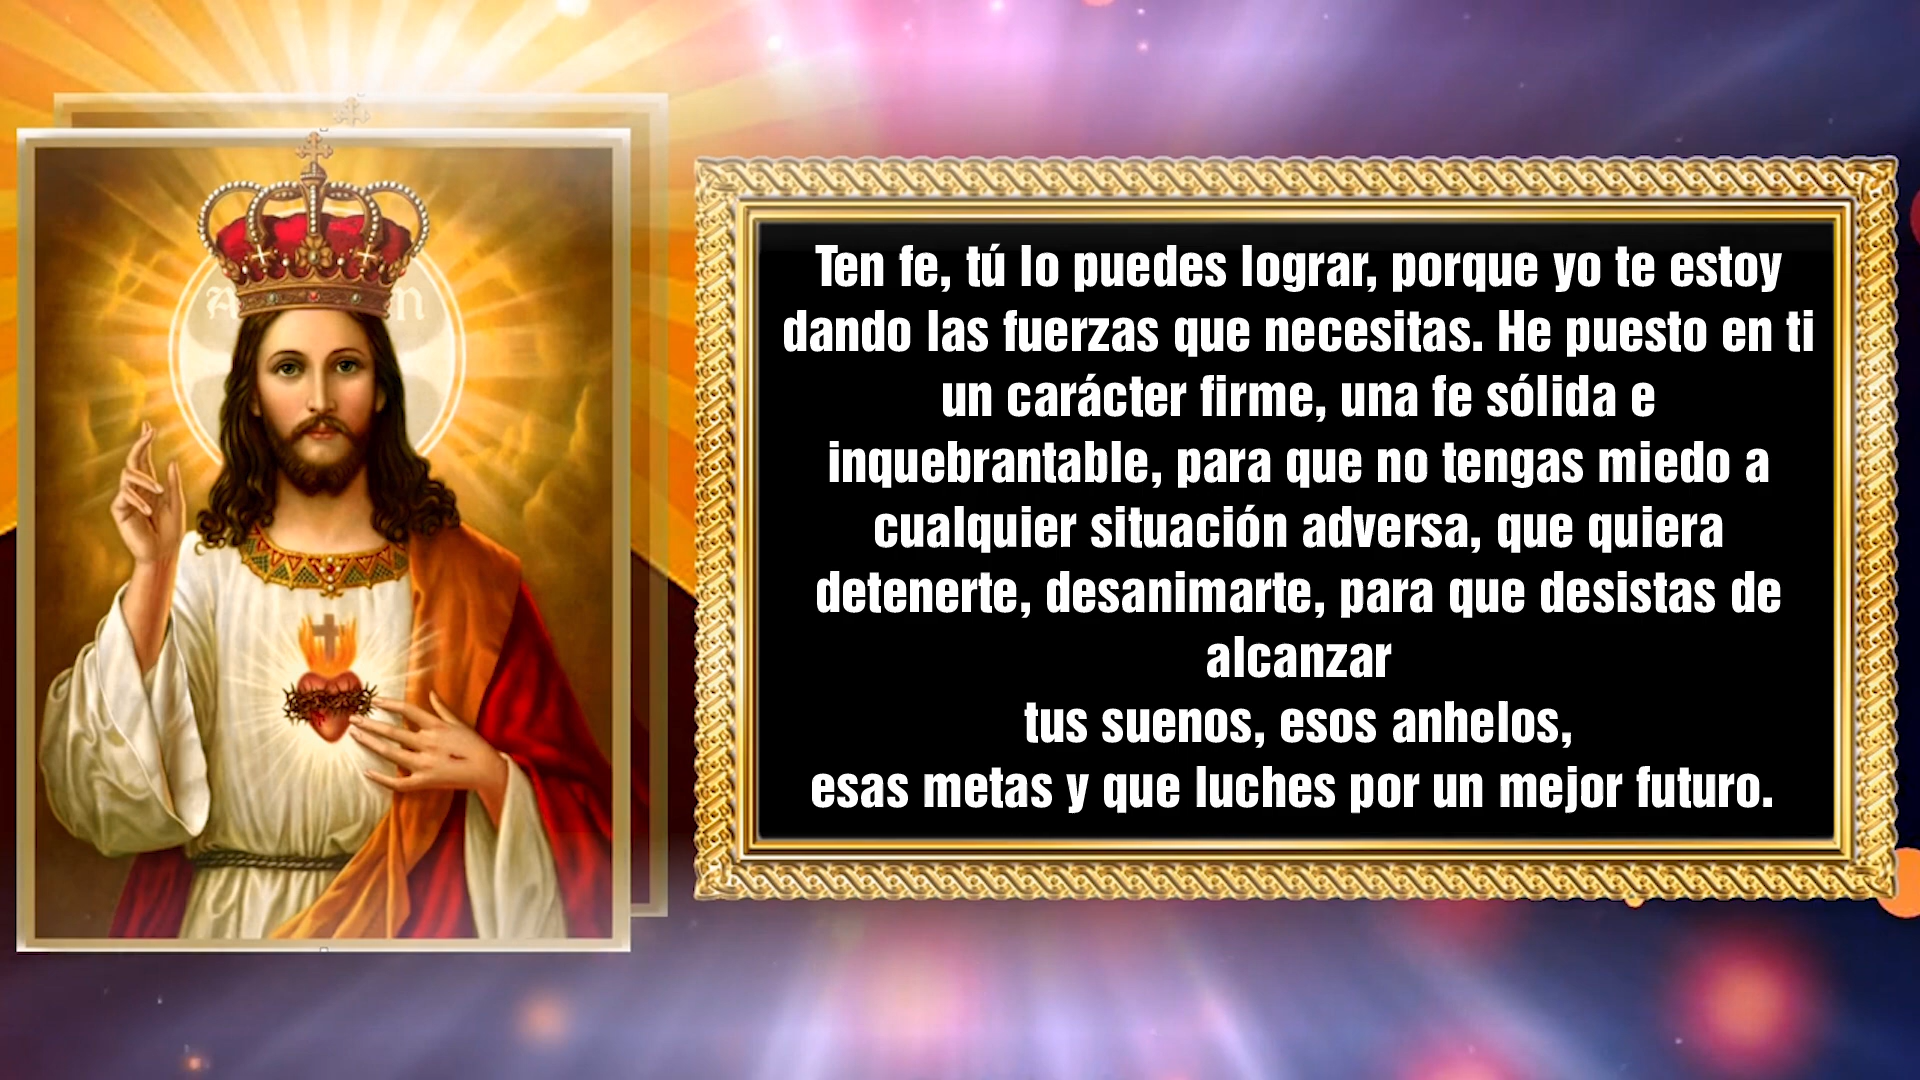 Ten fe, tú lo puedes lograr, porque yo te estoy
dando las fuerzas que necesitas. He puesto en ti
un carácter firme, una fe sólida e
inquebrantable, para que no tengas miedo a
cualquier situación adversa, que quiera
detenerte, desanimarte, para que desistas de
alcanzar
tus suenos, esos anhelos,
esas metas y que luches por un mejor futuro.